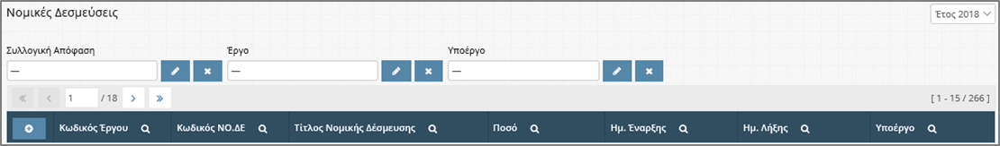 Νομικές Δεσμεύσεις
Έτος 2018
Συλλογική Απόφαση Έργο Υποέργο
— — —
1 / 18 [ 1 - 15 / 266 ]
Κωδικός Έργου Κωδικός ΝΟ.ΔΕ Τίτλος Νομικής Δέσμευσης Ποσό Ημ. Έναρξης Ημ. Λήξης Υποέργο